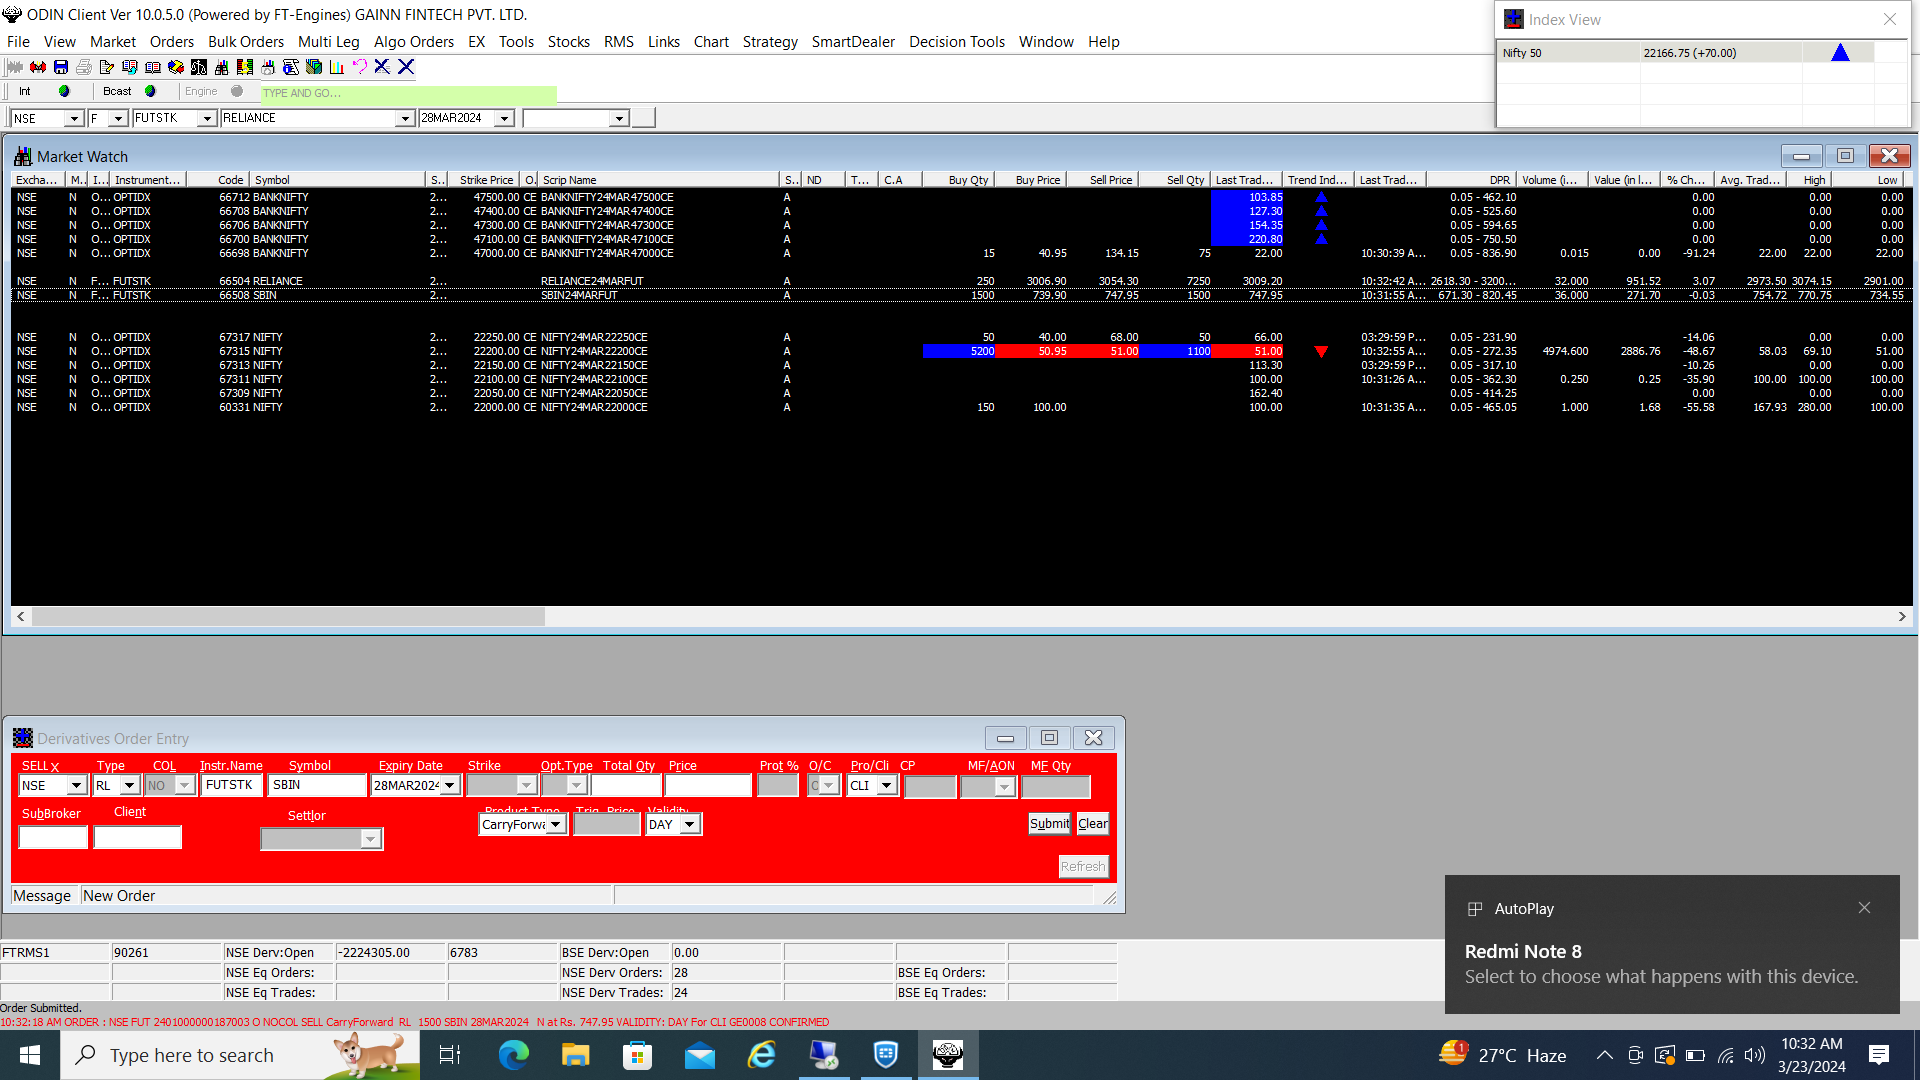 ODIN Client Ver 10.0.5.0 (Powered by FT-Engines) GAINN FINTECH PVT. LTD.
Index View
File View Market Orders Bulk Orders Multi Leg Algo Orders EX Tools Stocks RMS Links Chart Strategy SmartDealer Decision Tools Window Help
Nifty 50 22166.75 (+70.00)
Int Bcast Engine TYPE AND GO...
NSE F FUTSTK RELIANCE 28MAR2024
Market Watch
Excha... M.. I... Instrument... Code Symbol S.. Strike Price O. Scrip Name S.. ND T... C.A Buy Qty Buy Price Sell Price Sell Qty Last Trad... Trend Ind... Last Trad... DPR Volume (i... Value (in l... % Ch... Avg. Trad... High Low
NSE N O... OPTIDX 66712 BANKNIFTY 2... 47500.00 CE BANKNIFTY24MAR47500CE A 103.85 0.05 - 462.10 0.00 0.00 0.00
NSE N O... OPTIDX 66708 BANKNIFTY 2... 47400.00 CE BANKNIFTY24MAR47400CE A 127.30 0.05 - 525.60 0.00 0.00 0.00
NSE N O... OPTIDX 66706 BANKNIFTY 2... 47300.00 CE BANKNIFTY24MAR47300CE A 154.35 0.05 - 594.65 0.00 0.00 0.00
NSE N O... OPTIDX 66700 BANKNIFTY 2... 47100.00 CE BANKNIFTY24MAR47100CE A 220.80 0.05 - 750.50 0.00 0.00 0.00
NSE N O... OPTIDX 66698 BANKNIFTY 2... 47000.00 CE BANKNIFTY24MAR47000CE A 15 40.95 134.15 75 22.00 10:30:39 A... 0.05 - 836.90 0.015 0.00 -91.24 22.00 22.00 22.00
NSE N F... FUTSTK 66504 RELIANCE 2... RELIANCE24MARFUT A 250 3006.90 3054.30 7250 3009.20 10:32:42 A... 2618.30 - 3200... 32.000 951.52 3.07 2973.50 3074.15 2901.00
NSE N F... FUTSTK 66508 SBIN 2... SBIN24MARFUT A 1500 739.90 747.95 1500 747.95 10:31:55 A... 671.30 - 820.45 36.000 271.70 -0.03 754.72 770.75 734.55
NSE N O... OPTIDX 67317 NIFTY 2... 22250.00 CE NIFTY24MAR22250CE A 50 40.00 68.00 50 66.00 03:29:59 P... 0.05 - 231.90 -14.06 0.00 0.00
NSE N O... OPTIDX 67315 NIFTY 2... 22200.00 CE NIFTY24MAR22200CE A 5200 50.95 51.00 1100 51.00 10:32:55 A... 0.05 - 272.35 4974.600 2886.76 -48.67 58.03 69.10 51.00
NSE N O... OPTIDX 67313 NIFTY 2... 22150.00 CE NIFTY24MAR22150CE A 113.30 03:29:59 P... 0.05 - 317.10 -10.26 0.00 0.00
NSE N O... OPTIDX 67311 NIFTY 2... 22100.00 CE NIFTY24MAR22100CE A 100.00 10:31:26 A... 0.05 - 362.30 0.250 0.25 -35.90 100.00 100.00 100.00
NSE N O... OPTIDX 67309 NIFTY 2... 22050.00 CE NIFTY24MAR22050CE A 162.40 0.05 - 414.25 0.00 0.00 0.00
NSE N O... OPTIDX 60331 NIFTY 2... 22000.00 CE NIFTY24MAR22000CE A 150 100.00 100.00 10:31:35 A... 0.05 - 465.05 1.000 1.68 -55.58 167.93 280.00 100.00
Derivatives Order Entry
SELL X Type COL Instr.Name Symbol Expiry Date Strike Opt.Type Total Qty Price Prot % O/C Pro/Cli CP MF/AON MF Qty
NSE RL NO FUTSTK SBIN 28MAR2024 CLI
SubBroker Client Settlor Product Type Trig. Price Validity
CarryForwa DAY Submit Clear
Refresh
Message New Order
AutoPlay
Redmi Note 8
Select to choose what happens with this device.
FTRMS1 90261 NSE Derv:Open -2224305.00 6783 BSE Derv:Open 0.00
NSE Eq Orders: NSE Derv Orders: 28 BSE Eq Orders:
NSE Eq Trades: NSE Derv Trades: 24 BSE Eq Trades:
Order Submitted.
10:32:18 AM ORDER : NSE FUT 2401000000187003 O NOCOL SELL CarryForward RL 1500 SBIN 28MAR2024 N at Rs. 747.95 VALIDITY: DAY For CLI GE0008 CONFIRMED
Type here to search
1
27°C Haze
10:32 AM
3/23/2024